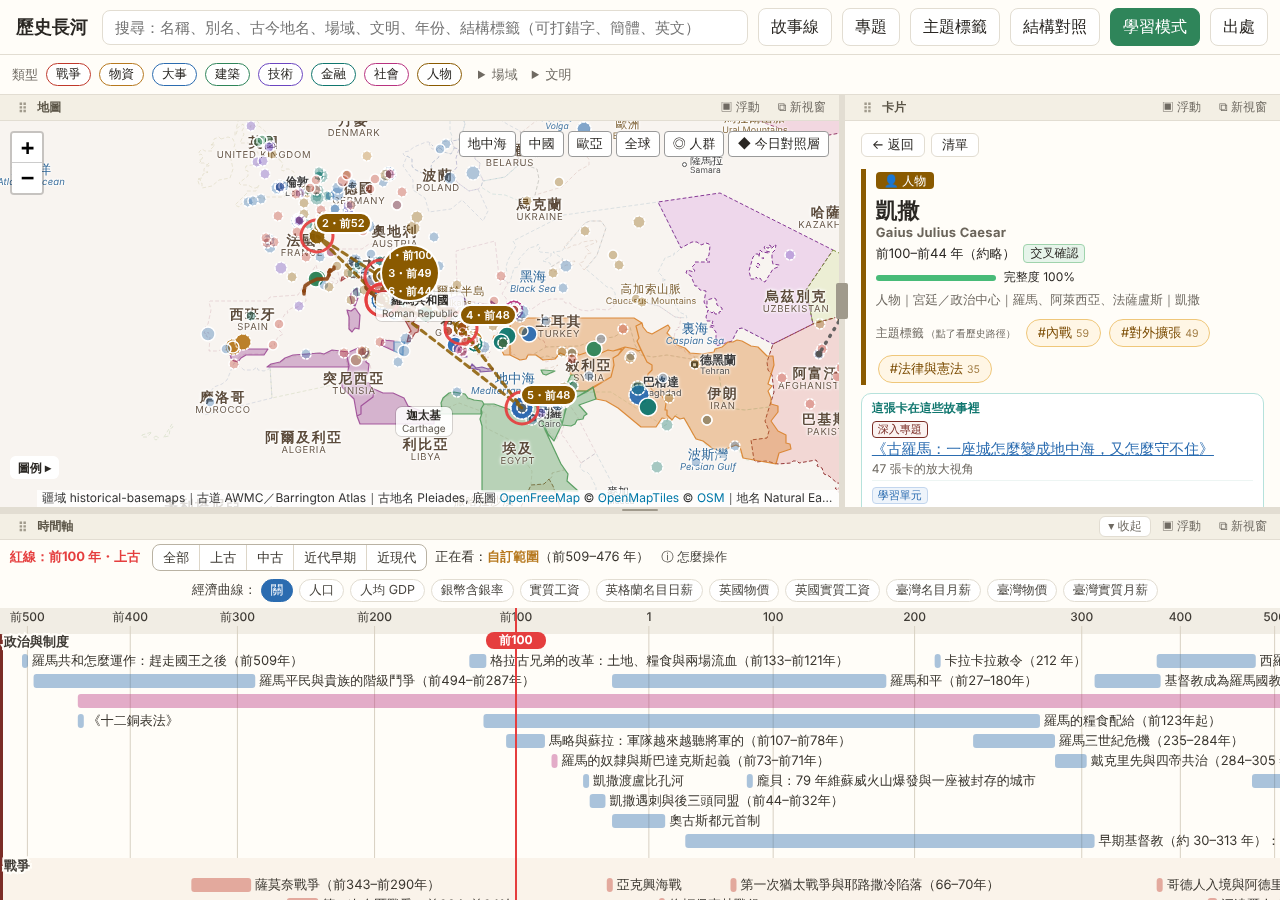 歷史長河
搜尋：名稱、別名、古今地名、場域、文明、年份、結構標籤（可打錯字、簡體、英文）
故事線
專題
主題標籤
結構對照
學習模式
出處
類型
戰爭
物資
大事
建築
技術
金融
社會
人物
▶ 場域
▶ 文明
地圖
▣ 浮動
⧉ 新視窗
卡片
▣ 浮動
⧉ 新視窗
+
−
地中海
中國
歐亞
全球
◎ 人群
◆ 今日對照層
DENMARK
Volga
歐洲
Ural Mountains
UNITED KINGDOM
BELARUS
薩馬拉
Samara
倫敦
德國
GERMANY
波蘭
POLAND
馬克蘭
UKRAINE
哈薩
KAZAKH
2・前52
法國
FRANCE
奧地利
AUSTRIA
1・前100
3・前49
6・前44
羅馬共和國
Roman Republic
4・前48
黑海
Black Sea
高加索山脈
Caucasus Mountains
烏茲別克
UZBEKISTAN
西班牙
SPAIN
土耳其
TURKEY
裏海
Caspian Sea
德黑蘭
Tehran
突尼西亞
TUNISIA
地中海
敘利亞
SYRIA
巴格達
Baghdad
伊朗
IRAN
阿富汗
AFGHANIST
摩洛哥
MOROCCO
5・前48
開羅
Cairo
迦太基
Carthage
阿爾及利亞
ALGERIA
利比亞
LIBYA
埃及
EGYPT
波斯灣
Persian Gulf
巴基斯
PAKIST
圖例 ▸
疆域 historical-basemaps｜古道 AWMC／Barrington Atlas｜古地名 Pleiades, 底圖 OpenFreeMap © OpenMapTiles © OSM｜地名 Natural Ea…
← 返回
清單
👤 人物
凱撒
Gaius Julius Caesar
前100–前44 年（約略）
交叉確認
完整度 100%
人物｜宮廷／政治中心｜羅馬、阿萊西亞、法薩盧斯｜凱撒
主題標籤（點了看歷史路徑）
#內戰 59
#對外擴張 49
#法律與憲法 35
這張卡在這些故事裡
深入專題
《古羅馬：一座城怎麼變成地中海，又怎麼守不住》
47 張卡的放大視角
學習單元
時間軸
▾ 收起
▣ 浮動
⧉ 新視窗
紅線：前100 年 · 上古
全部
上古
中古
近代早期
近現代
正在看：自訂範圍（前509–476 年）
ⓘ 怎麼操作
經濟曲線：
關
人口
人均 GDP
銀幣含銀率
實質工資
英格蘭名目日薪
英國物價
英國實質工資
臺灣名目月薪
臺灣物價
臺灣實質月薪
前500
前400
前300
前200
前100
1
100
200
300
400
500
政治與制度
前100
羅馬共和怎麼運作：趕走國王之後（前509年）
格拉古兄弟的改革：土地、糧食與兩場流血（前133–前121年）
卡拉卡拉敕令（212 年）
西羅
羅馬平民與貴族的階級鬥爭（前494–前287年）
羅馬和平（前27–180年）
基督教成為羅馬國教
《十二銅表法》
羅馬的糧食配給（前123年起）
馬略與蘇拉：軍隊越來越聽將軍的（前107–前78年）
羅馬三世紀危機（235–284年）
羅馬的奴隸與斯巴達克斯起義（前73–前71年）
戴克里先與四帝共治（284–305
凱撒渡盧比孔河
龐貝：79 年維蘇威火山爆發與一座被封存的城市
凱撒遇刺與後三頭同盟（前44–前32年）
奧古斯都元首制
早期基督教（約 30–313 年）：
戰爭
薩莫奈戰爭（前343–前290年）
亞克興海戰
第一次猶太戰爭與耶路撒冷陷落（66–70年）
哥德人入境與阿德里